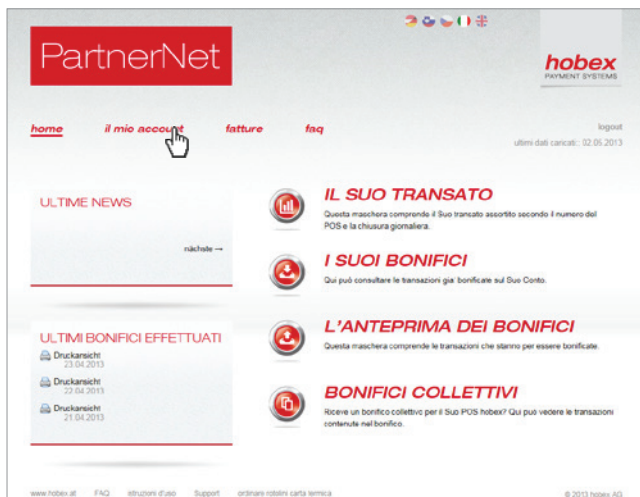 PartnerNet
hobex
PAYMENT SYSTEMS
home il mio account fatture faq
logout
ultimi dati caricati:: 02.05.2013
ULTIME NEWS
nächste →
IL SUO TRANSATO
Questa maschera comprende il Suo transato assortito secondo il numero del
POS e la chiusura giornaliera.
I SUOI BONIFICI
Qui può consultare le transazioni gia' bonificate sul Suo Conto.
ULTIMI BONIFICI EFFETTUATI
Druckansicht
23.04.2013
Druckansicht
22.04.2013
Druckansicht
21.04.2013
L'ANTEPRIMA DEI BONIFICI
Questa maschera comprende le transazioni che stanno per essere bonificate.
BONIFICI COLLETTIVI
Riceve un bonifico collettivo per il Suo POS hobex? Qui può vedere le transazioni
contenute nel bonifico.
www.hobex.at FAQ istruzioni d'uso Support ordinare rotolini carta termica
© 2013 hobex AG